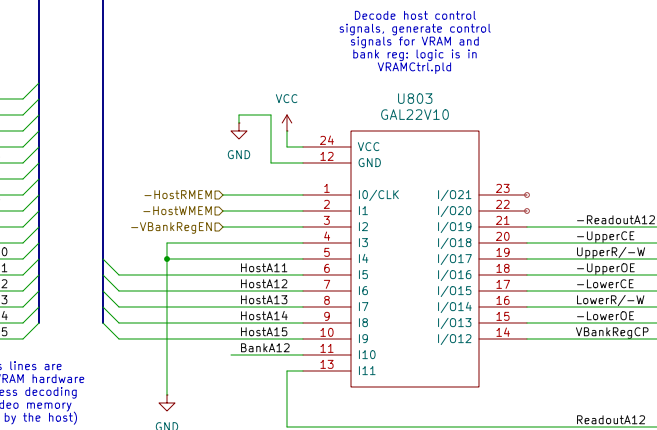 Decode host control
signals, generate control
signals for VRAM and
bank reg: logic is in
VRAMCtrl.pld
U803
GAL22V10
VCC
GND
24 VCC
12 GND
-HostRMEM 1 I0/CLK I/O21 23
-HostWMEM 2 I1 I/O20 22
-VBankRegEN 3 I2 I/O19 21 -ReadoutA12
4 I3 I/O18 20 -UpperCE
5 I4 I/O17 19 UpperR/-W
HostA11 6 I5 I/O16 18 -UpperOE
HostA12 7 I6 I/O15 17 -LowerCE
HostA13 8 I7 I/O14 16 LowerR/-W
HostA14 9 I8 I/O13 15 -LowerOE
HostA15 10 I9 I/O12 14 VBankRegCP
BankA12 11 I10
13 I11
ReadoutA12
GND
0
1
2
3
4
5
s lines are
VRAM hardware
ess decoding
deo memory
by the host)